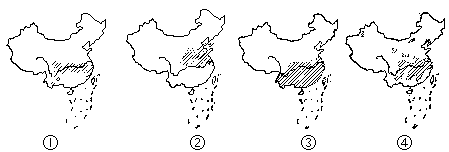 ① ② ③ ④